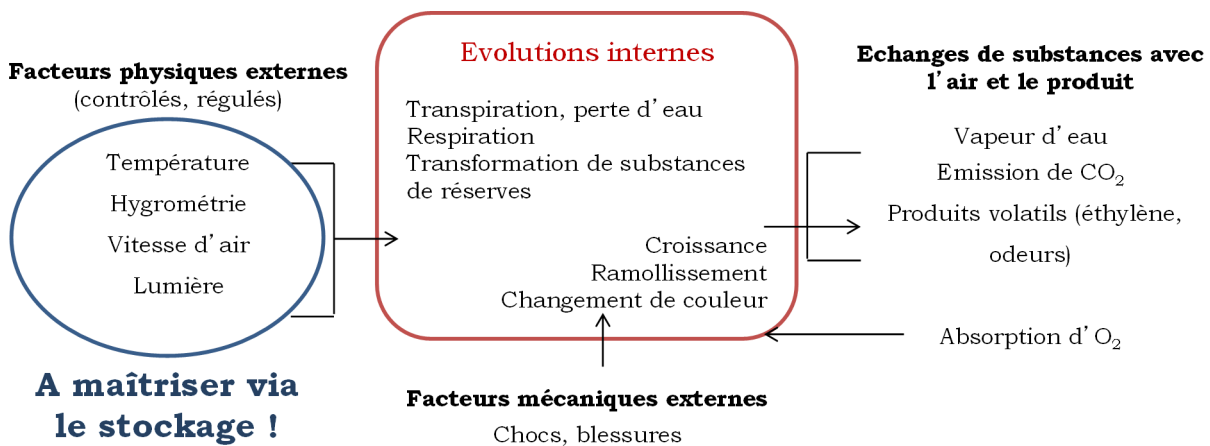 Facteurs physiques externes
(contrôlés, régulés)
Température
Hygrométrie
Vitesse d'air
Lumière
A maîtriser via
le stockage !
Evolutions internes
Transpiration, perte d'eau
Respiration
Transformation de substances
de réserves
Croissance
Ramollissement
Changement de couleur
Facteurs mécaniques externes
Chocs, blessures
Echanges de substances avec
l'air et le produit
Vapeur d'eau
Emission de CO₂
Produits volatils (éthylène,
odeurs)
Absorption d'O₂